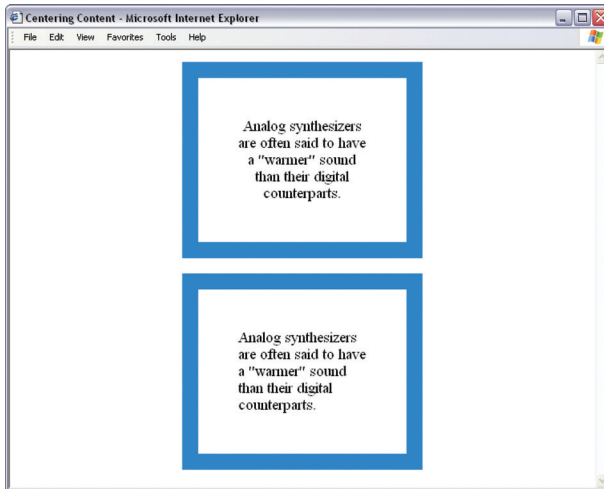 Centering Content - Microsoft Internet Explorer
File Edit View Favorites Tools Help
Analog synthesizers
are often said to have
a "warmer" sound
than their digital
counterparts.
Analog synthesizers
are often said to have
a "warmer" sound
than their digital
counterparts.